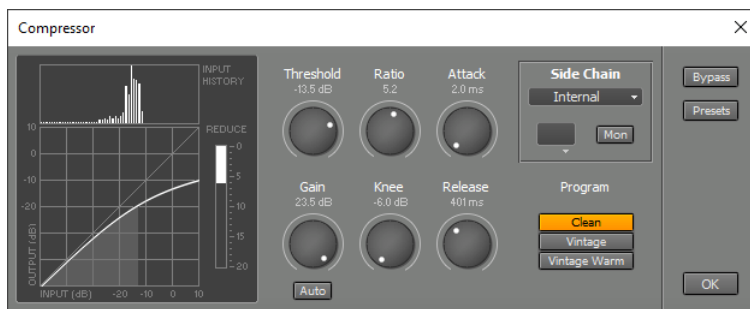 Compressor
INPUT
HISTORY
10
0
-10
-20
OUTPUT (dB)
INPUT (dB)
-20
-10
0
10
REDUCE
0
-5
-10
-15
-20
Threshold
-13.5 dB
Ratio
5.2
Attack
2.0 ms
Gain
23.5 dB
Knee
-6.0 dB
Release
401 ms
Auto
Side Chain
Internal
Mon
Program
Clean
Vintage
Vintage Warm
Bypass
Presets
OK